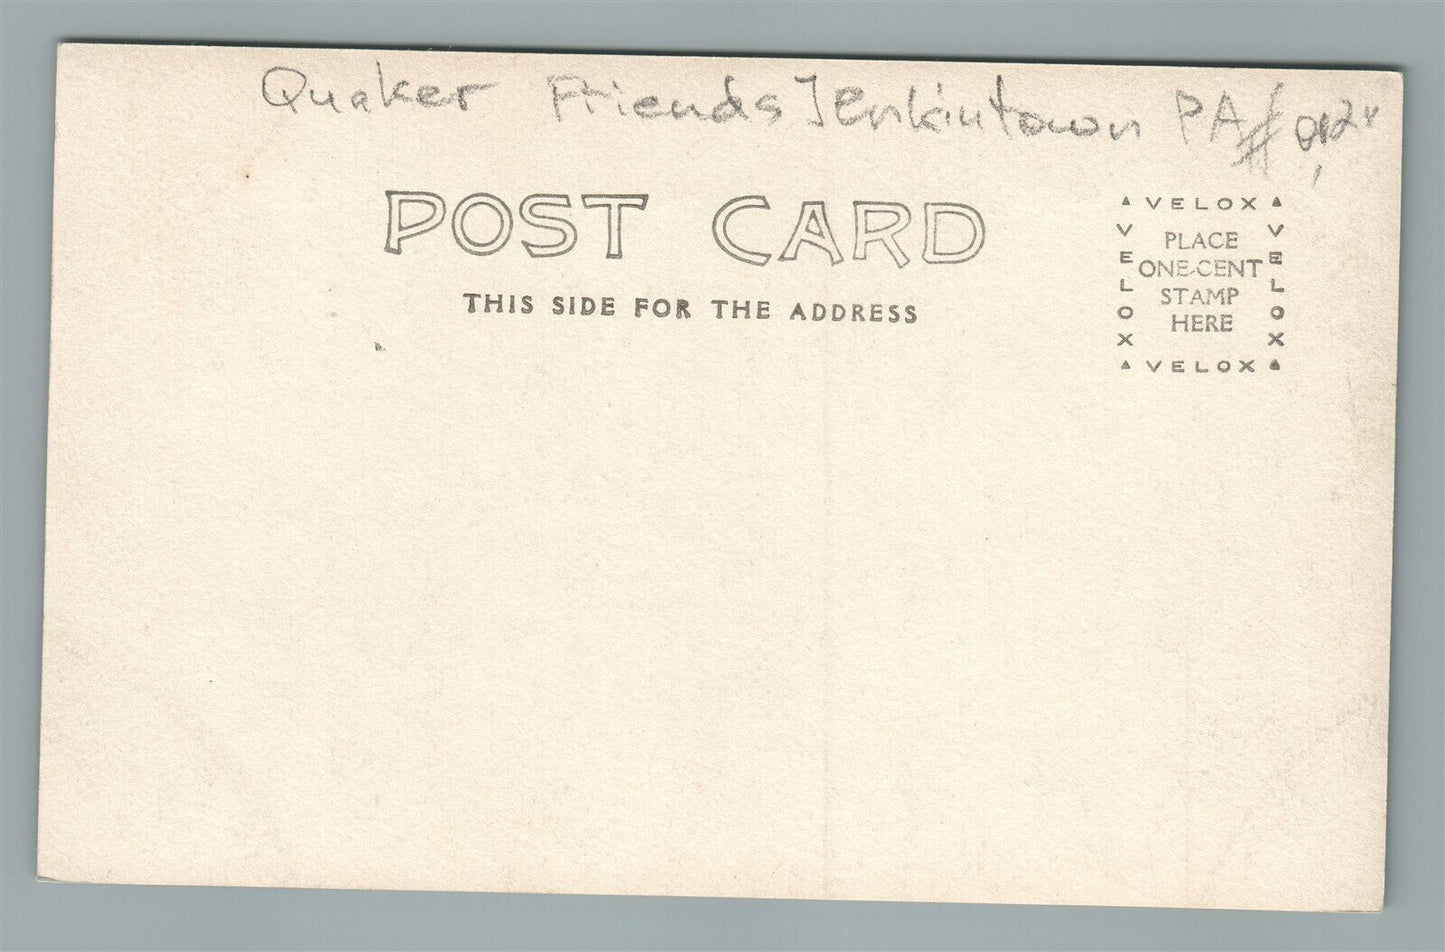 Quaker Friends Jenkintown PA
POST CARD
THIS SIDE FOR THE ADDRESS
VELOX
VELOX
PLACE
ONE-CENT
STAMP
HERE
VELOX
VELOX